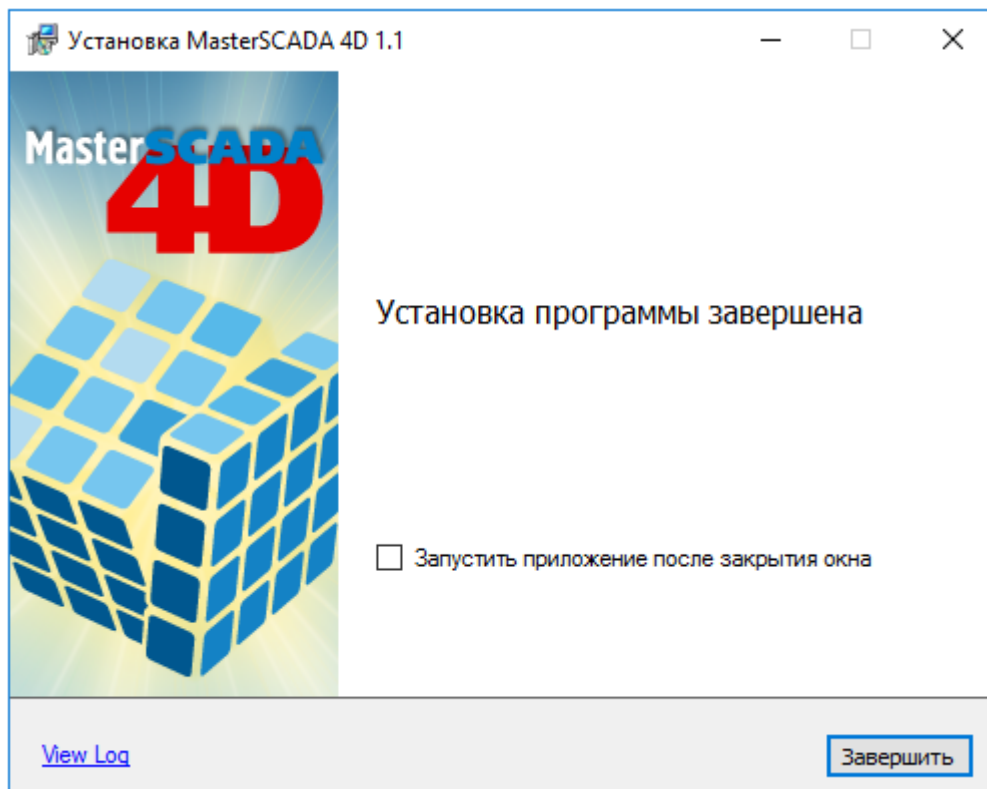 Установка MasterSCADA 4D 1.1
MasterSCADA
4D
Установка программы завершена
Запустить приложение после закрытия окна
View Log
Завершить